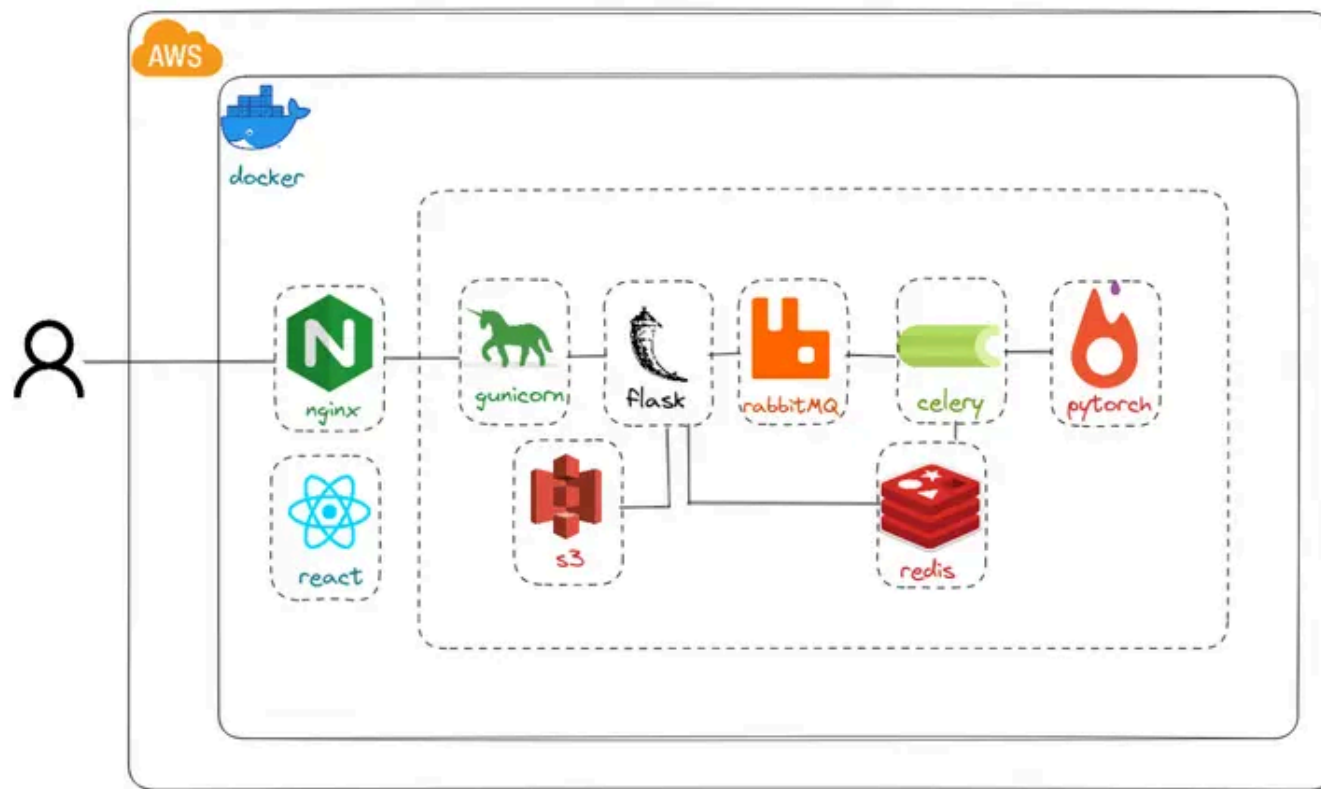 AWS
docker
nginx
gunicorn
flask
rabbitMQ
celery
pytorch
react
s3
redis